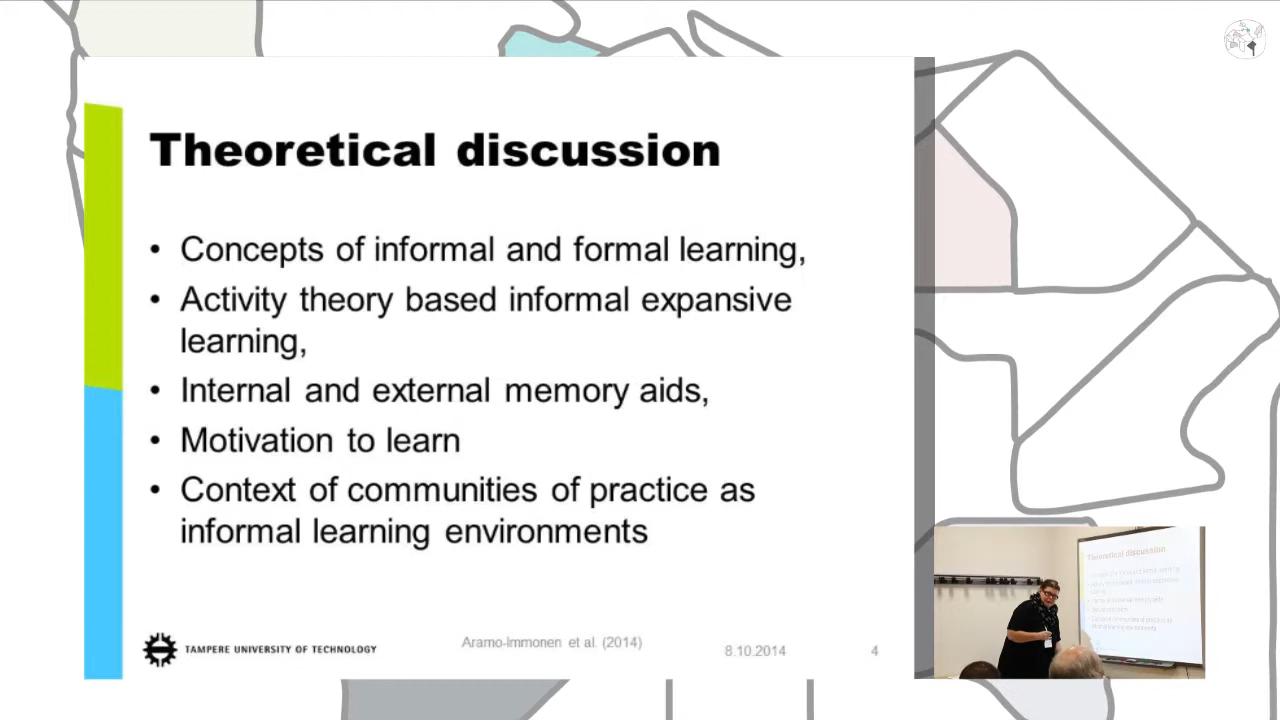 Theoretical discussion
• Concepts of informal and formal learning,
• Activity theory based informal expansive
learning,
• Internal and external memory aids,
• Motivation to learn
• Context of communities of practice as
informal learning environments
TAMPERE UNIVERSITY OF TECHNOLOGY
Aramo-Immonen et al. (2014)
8.10.2014
4
Theoretical discussion